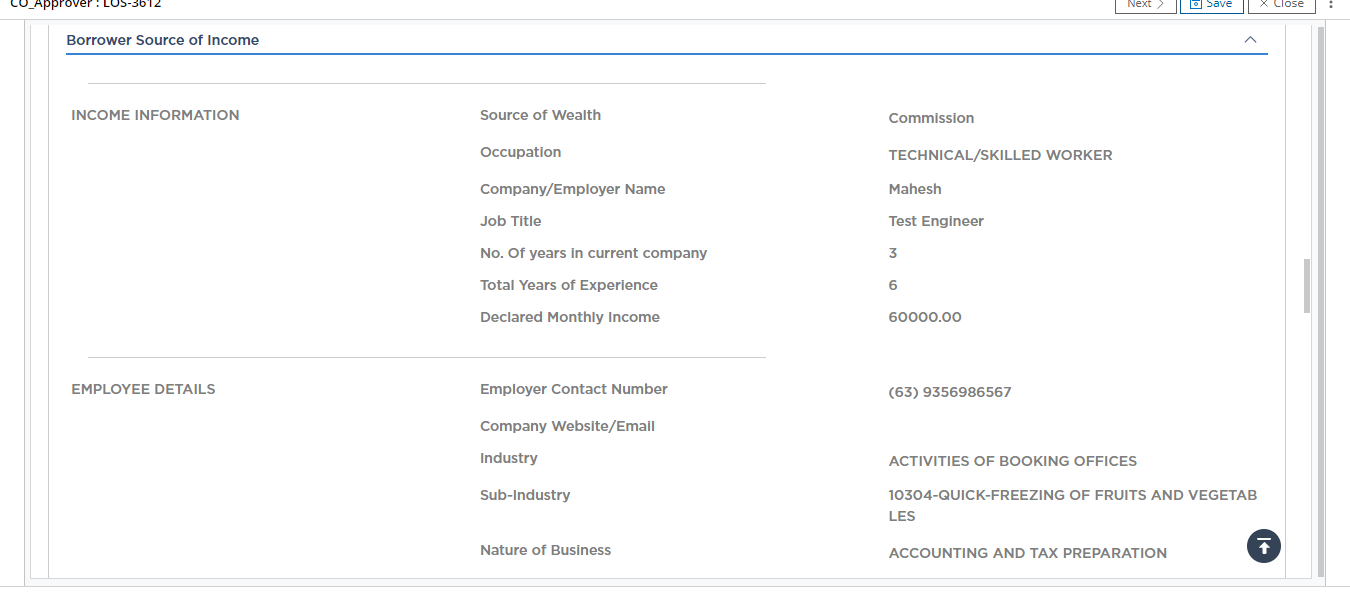 CO_Approver : LOS-3612
Next
Save
Close
Borrower Source of Income
INCOME INFORMATION
Source of Wealth
Commission
Occupation
TECHNICAL/SKILLED WORKER
Company/Employer Name
Mahesh
Job Title
Test Engineer
No. Of years in current company
3
Total Years of Experience
6
Declared Monthly Income
60000.00
EMPLOYEE DETAILS
Employer Contact Number
(63) 9356986567
Company Website/Email
Industry
ACTIVITIES OF BOOKING OFFICES
Sub-Industry
10304-QUICK-FREEZING OF FRUITS AND VEGETAB
LES
Nature of Business
ACCOUNTING AND TAX PREPARATION